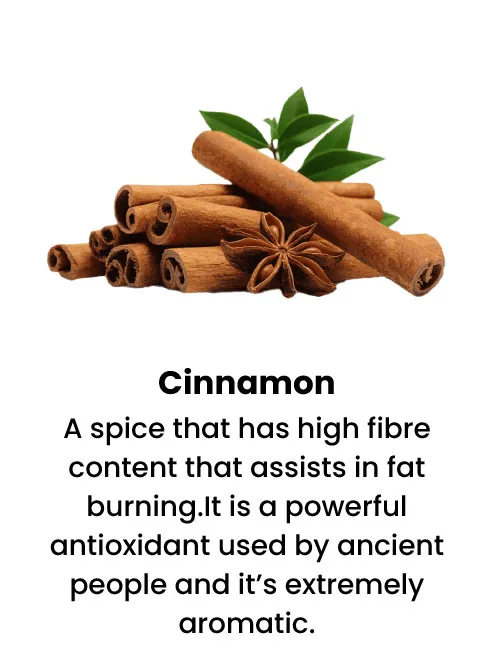 Cinnamon
A spice that has high fibre
content that assists in fat
burning.It is a powerful
antioxidant used by ancient
people and it’s extremely
aromatic.